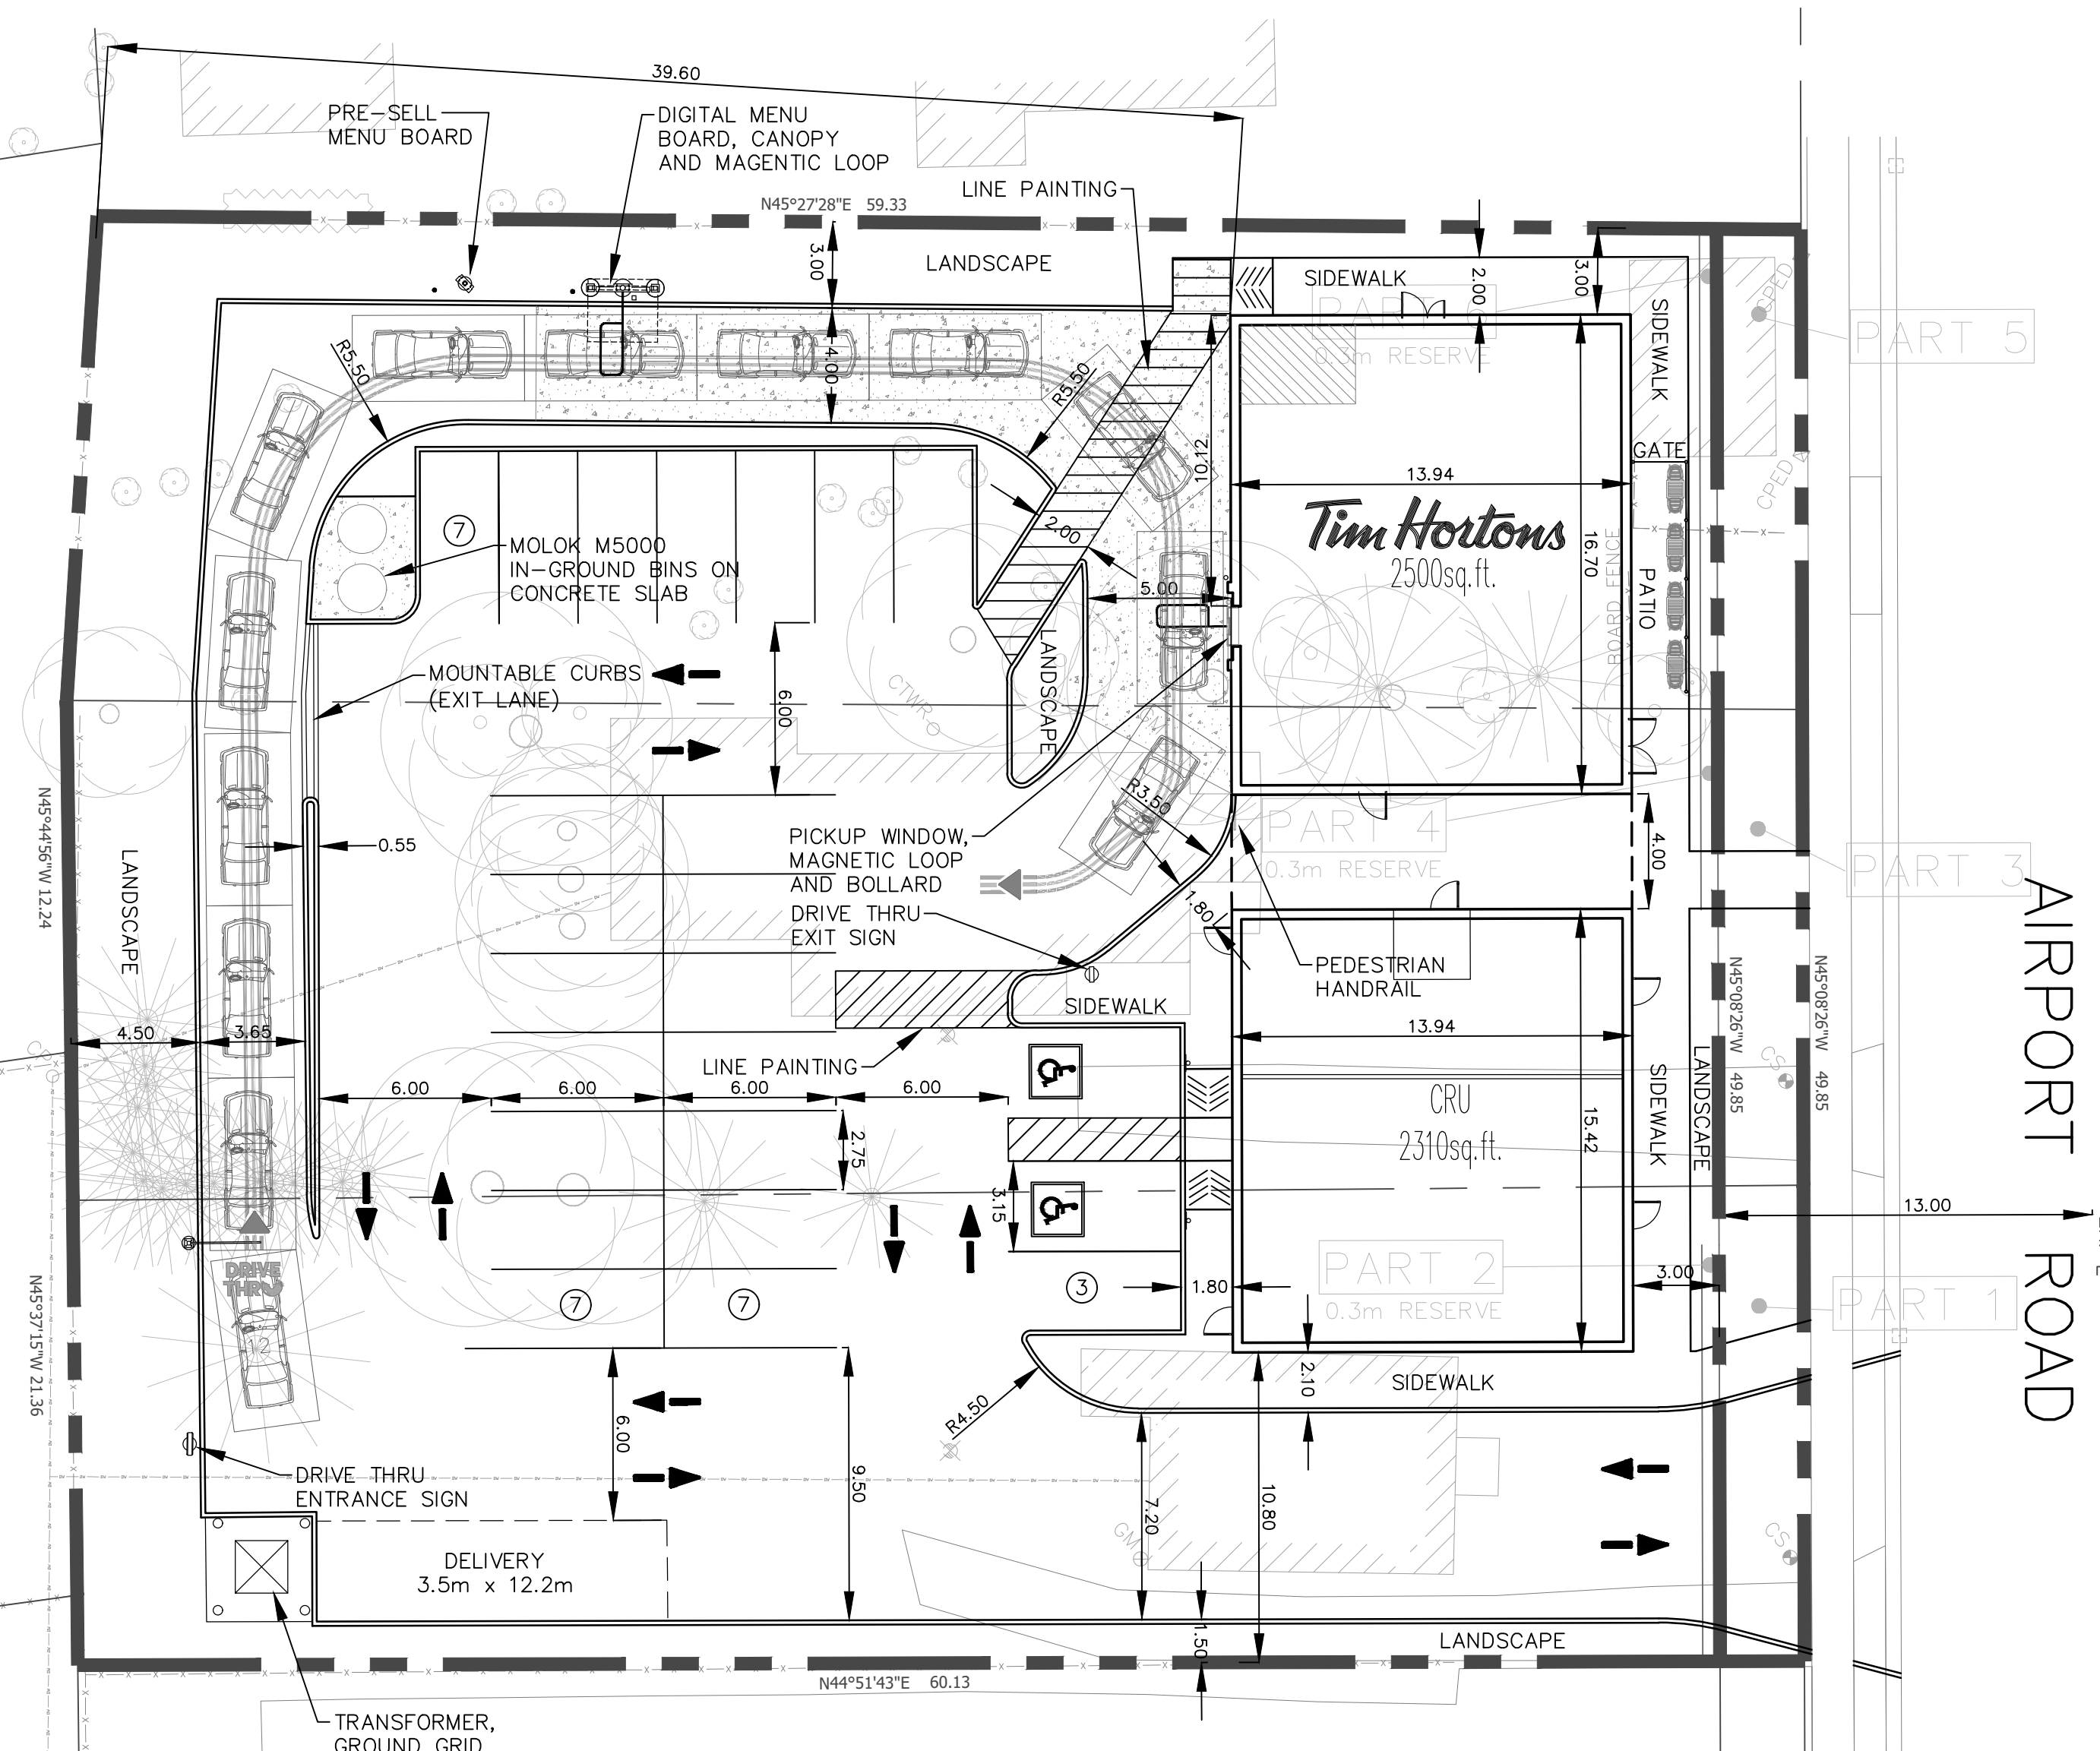 39.60
PRE-SELL
MENU BOARD
DIGITAL MENU
BOARD, CANOPY
AND MAGENTIC LOOP
LINE PAINTING
N45°27'28"E 59.33
3.00
LANDSCAPE
SIDEWALK
2.00
3.00
PART 6
0.3m RESERVE
SIDEWALK
CPED
PART 5
R5.50
4.00
R5.50
10.12
GATE
CPED
13.94
Tim Hortons
2500sq.ft.
16.70
BOARD FENCE
PATIO
7
MOLOK M5000
IN-GROUND BINS ON
CONCRETE SLAB
2.00
5.00
LANDSCAPE
MOUNTABLE CURBS
(EXIT LANE)
6.00
CTWR
N45°44'56"W 12.24
LANDSCAPE
0.55
PICKUP WINDOW,
MAGNETIC LOOP
AND BOLLARD
R3.50
PART 4
0.3m RESERVE
4.00
PART 3
DRIVE THRU
EXIT SIGN
1.80
PEDESTRIAN
HANDRAIL
SIDEWALK
N45°08'26"W 49.85
N45°08'26"W 49.85
AIRPORT ROAD
4.50
3.65
LINE PAINTING
13.94
6.00
6.00
6.00
6.00
2.75
3.15
CRU
2310sq.ft.
15.42
SIDEWALK
LANDSCAPE
CS
13.00
DRIVE
THRU
12
7
7
3
1.80
PART 2
0.3m RESERVE
3.00
PART 1
N45°37'15"W 21.36
2.10
SIDEWALK
R4.50
6.00
9.50
7.20
10.80
DRIVE THRU
ENTRANCE SIGN
GM
CS
DELIVERY
3.5m x 12.2m
1.50
LANDSCAPE
N44°51'43"E 60.13
TRANSFORMER,
GROUND GRID